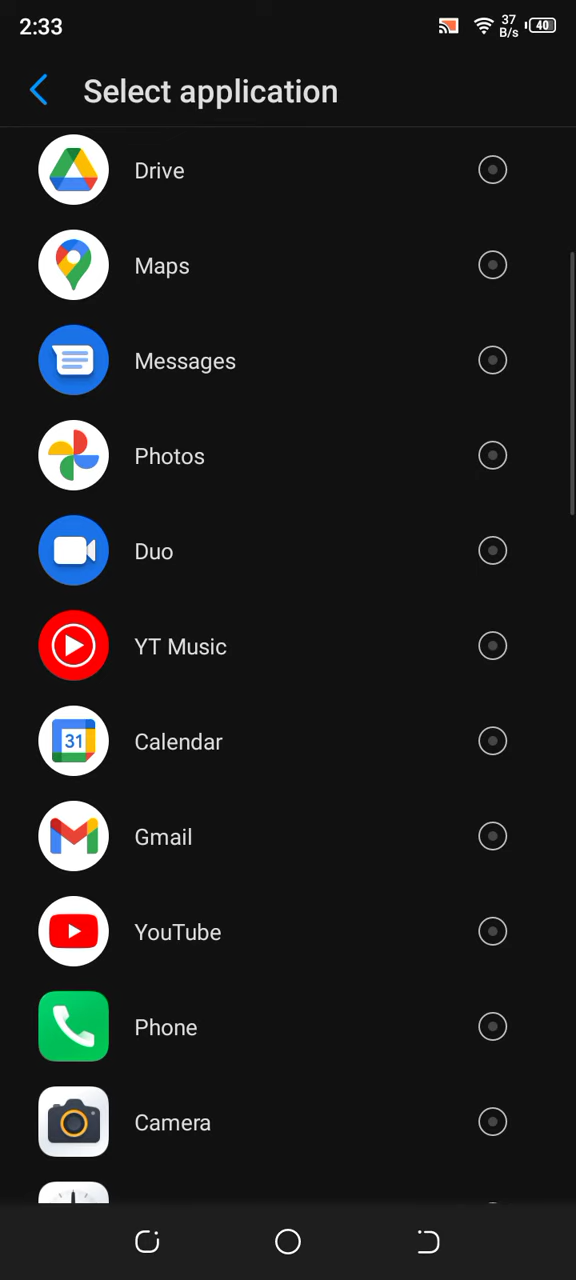 2:33
37
B/s
40
Select application
Drive
Maps
Messages
Photos
Duo
YT Music
31
Calendar
Gmail
YouTube
Phone
Camera